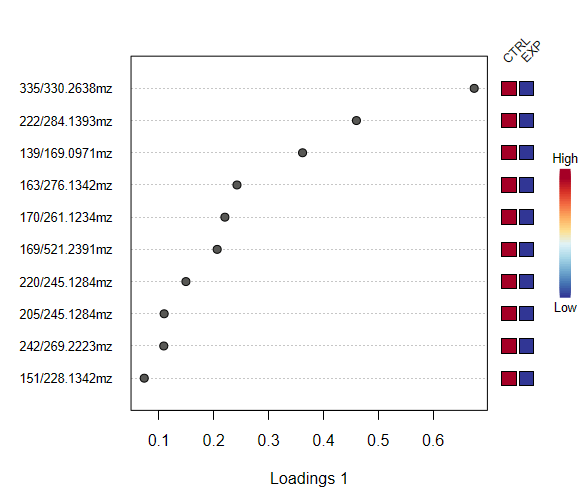 CTRL
EXP
335/330.2638mz
222/284.1393mz
139/169.0971mz
163/276.1342mz
170/261.1234mz
169/521.2391mz
220/245.1284mz
205/245.1284mz
242/269.2223mz
151/228.1342mz
High
Low
0.1 0.2 0.3 0.4 0.5 0.6
Loadings 1